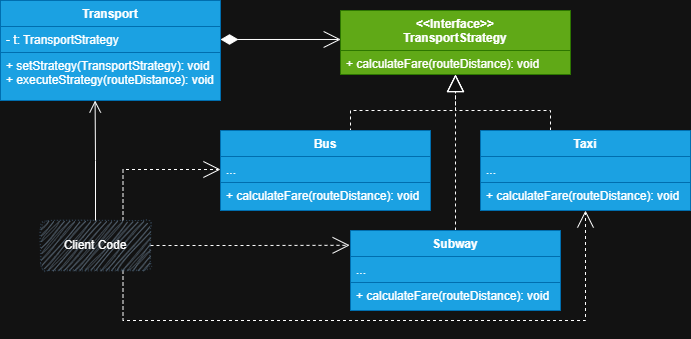 Transport
- t: TransportStrategy
+ setStrategy(TransportStrategy): void
+ executeStrategy(routeDistance): void
<<Interface>>
TransportStrategy
+ calculateFare(routeDistance): void
Bus
...
+ calculateFare(routeDistance): void
Taxi
...
+ calculateFare(routeDistance): void
Client Code
Subway
...
+ calculateFare(routeDistance): void